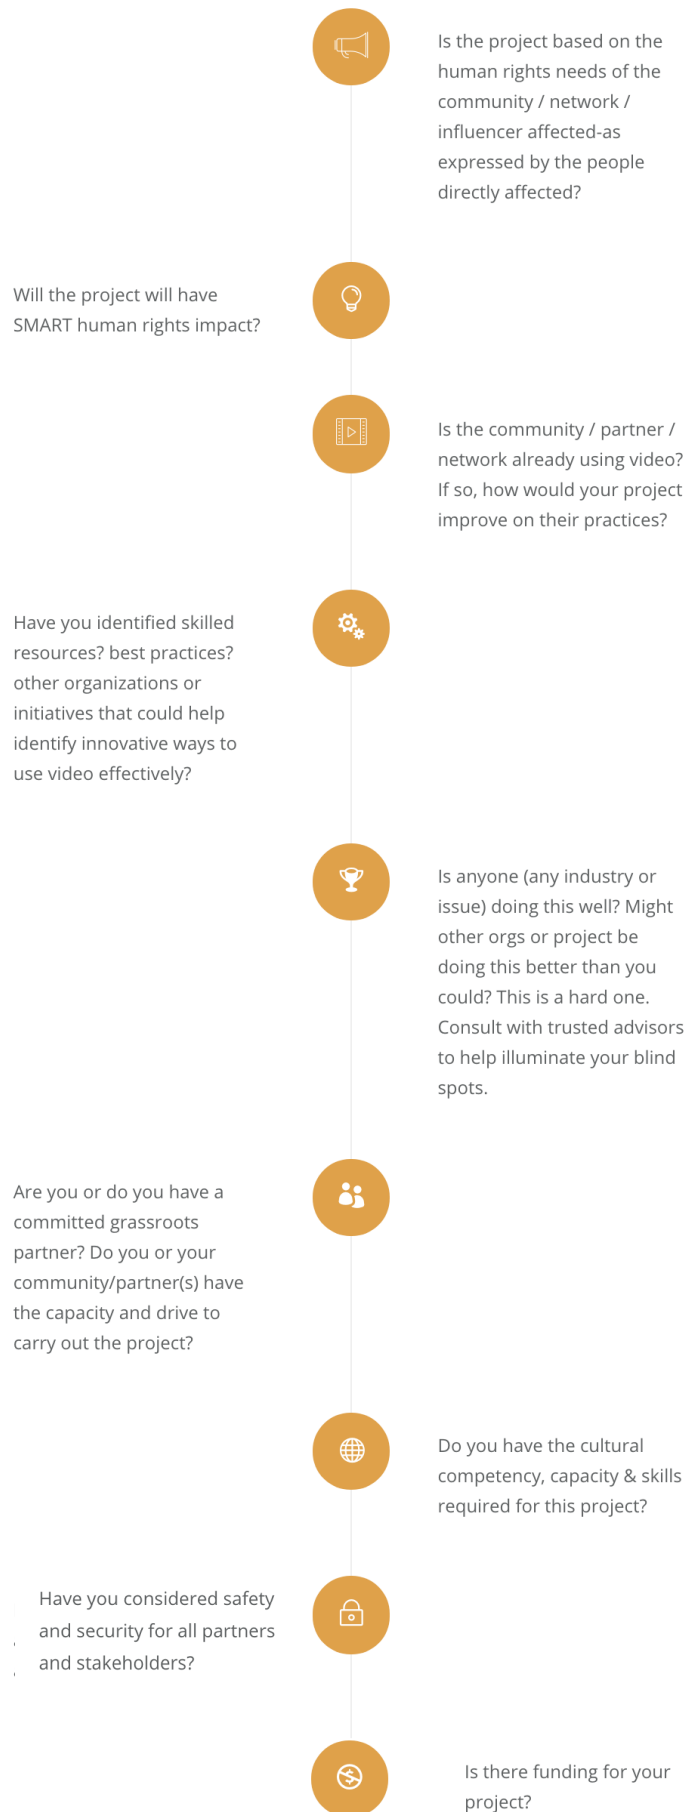 Is the project based on the
human rights needs of the
community / network /
influencer affected-as
expressed by the people
directly affected?
Will the project will have
SMART human rights impact?
Is the community / partner /
network already using video?
If so, how would your project
improve on their practices?
Have you identified skilled
resources? best practices?
other organizations or
initiatives that could help
identify innovative ways to
use video effectively?
Is anyone (any industry or
issue) doing this well? Might
other orgs or project be
doing this better than you
could? This is a hard one.
Consult with trusted advisors
to help illuminate your blind
spots.
Are you or do you have a
committed grassroots
partner? Do you or your
community/partner(s) have
the capacity and drive to
carry out the project?
Do you have the cultural
competency, capacity & skills
required for this project?
Have you considered safety
and security for all partners
and stakeholders?
Is there funding for your
project?